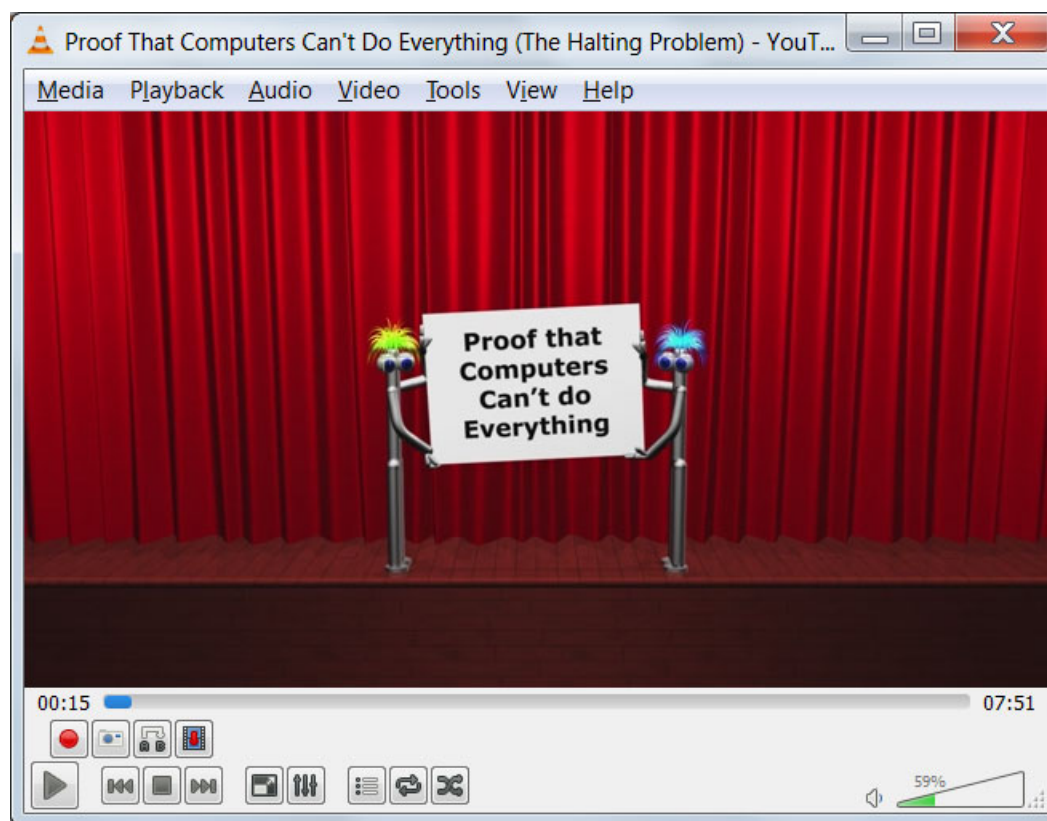 Proof That Computers Can't Do Everything (The Halting Problem) - YouT...
Media Playback Audio Video Tools View Help
Proof that
Computers
Can't do
Everything
00:15 07:51
A B
59%